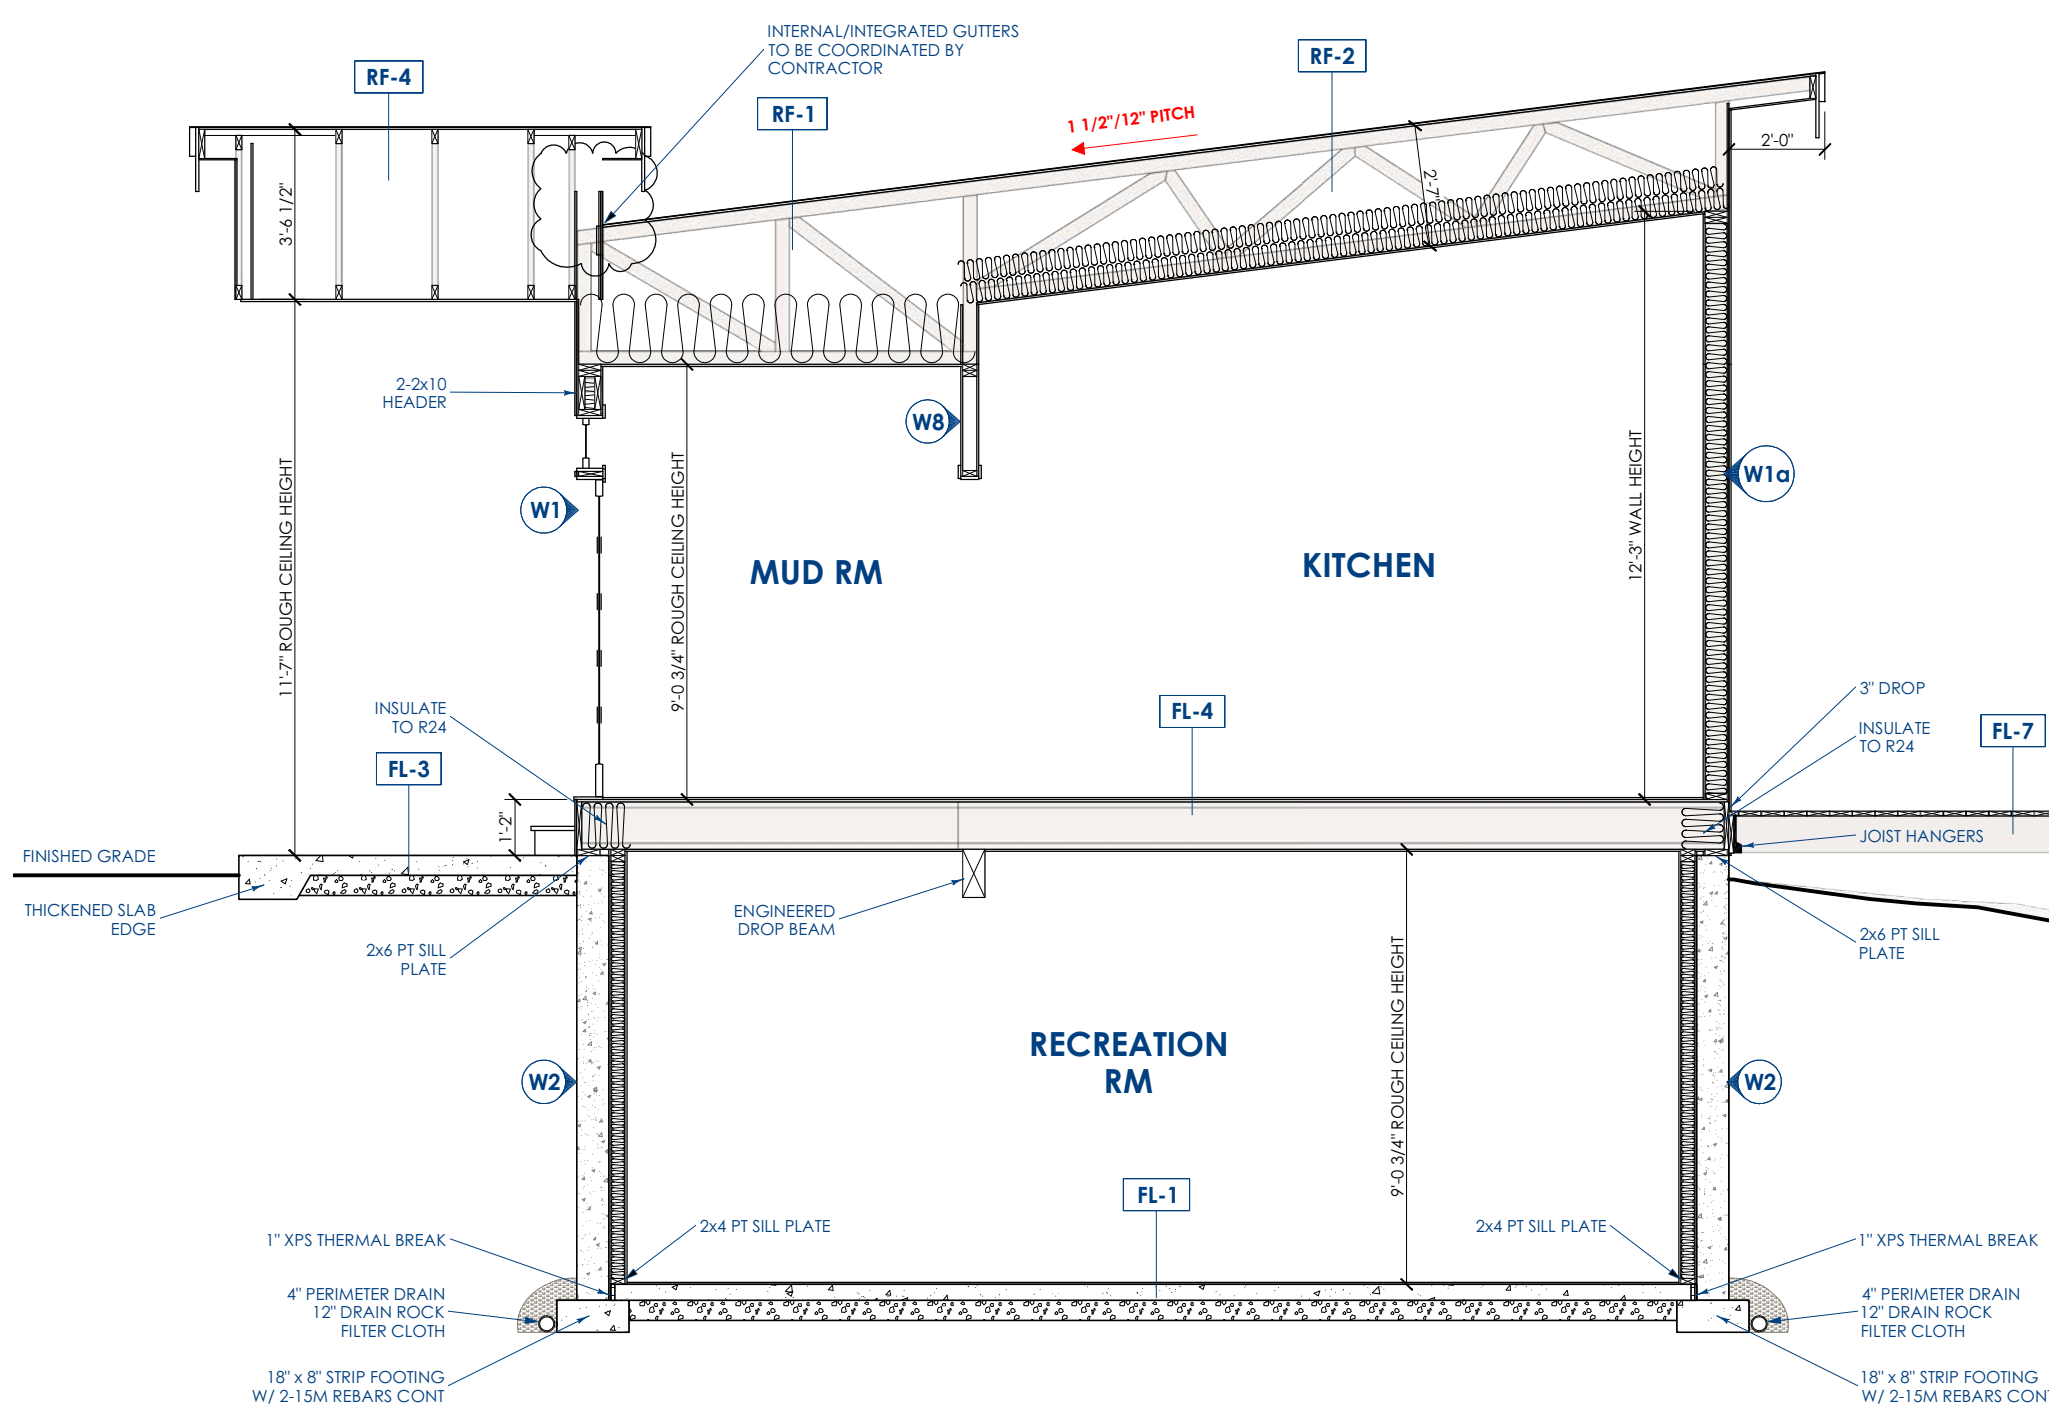 INTERNAL/INTEGRATED GUTTERS
TO BE COORDINATED BY
CONTRACTOR
RF-4
RF-1
RF-2
1 1/2"/12" PITCH
2'-0"
2'-7"
3'-6 1/2"
2-2x10
HEADER
W8
W1
W1a
11'-7" ROUGH CEILING HEIGHT
9'-0 3/4" ROUGH CEILING HEIGHT
12'-3" WALL HEIGHT
MUD RM
KITCHEN
INSULATE
TO R24
FL-3
FL-4
3" DROP
INSULATE
TO R24
FL-7
1'-2"
JOIST HANGERS
FINISHED GRADE
THICKENED SLAB
EDGE
2x6 PT SILL
PLATE
ENGINEERED
DROP BEAM
2x6 PT SILL
PLATE
9'-0 3/4" ROUGH CEILING HEIGHT
RECREATION
RM
W2
W2
FL-1
2x4 PT SILL PLATE
2x4 PT SILL PLATE
1" XPS THERMAL BREAK
1" XPS THERMAL BREAK
4" PERIMETER DRAIN
12" DRAIN ROCK
FILTER CLOTH
4" PERIMETER DRAIN
12" DRAIN ROCK
FILTER CLOTH
18" x 8" STRIP FOOTING
W/ 2-15M REBARS CONT
18" x 8" STRIP FOOTING
W/ 2-15M REBARS CONT